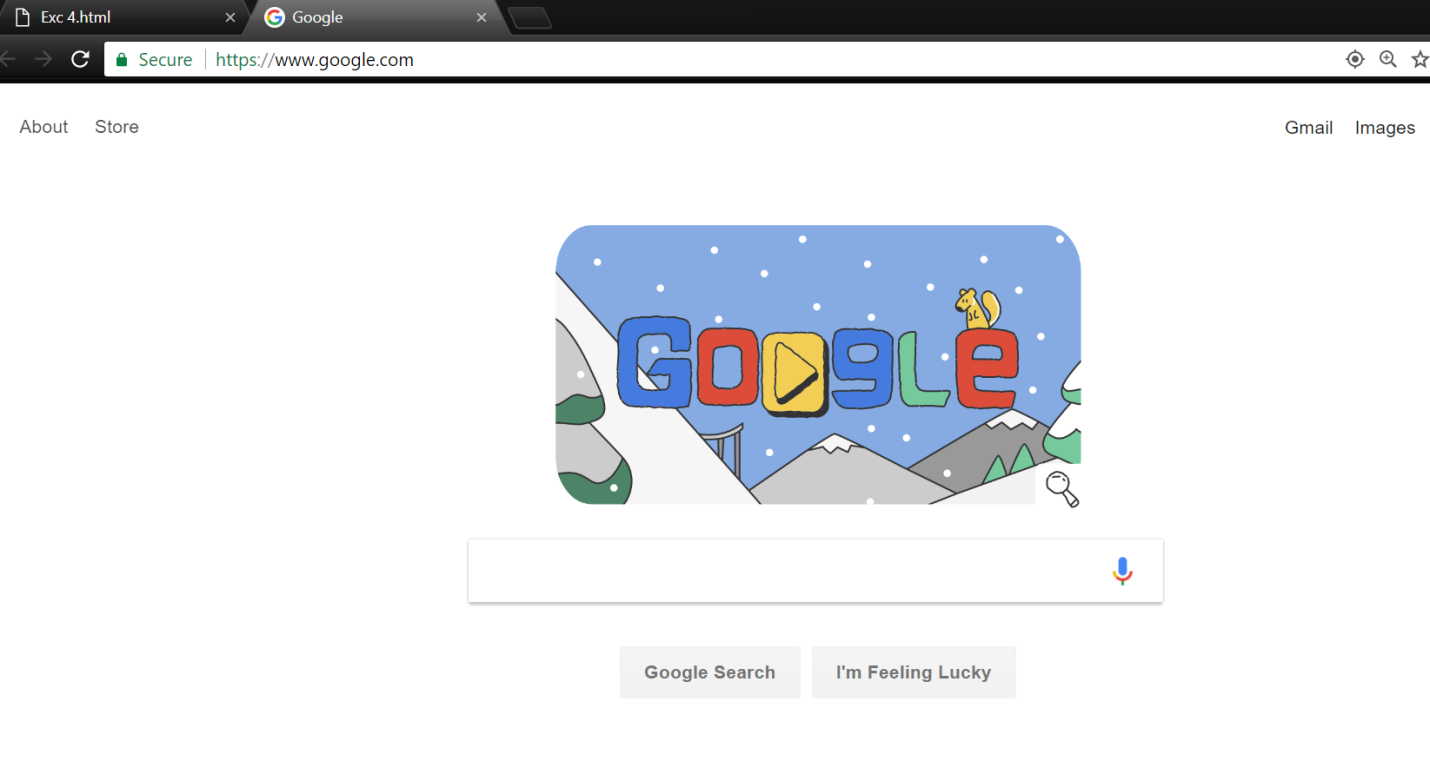 Exc 4.html
Google
Secure https://www.google.com
About Store Gmail Images
Google
Google Search I'm Feeling Lucky